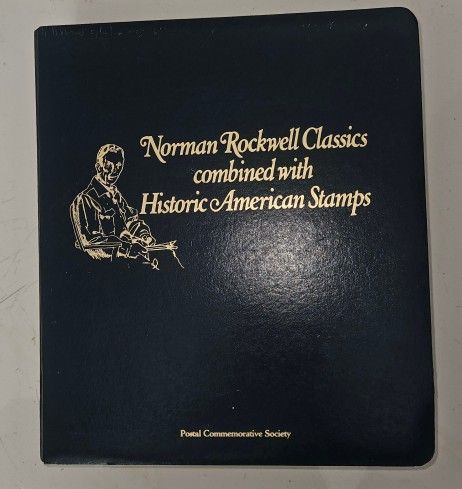 Norman Rockwell Classics
combined with
Historic American Stamps
Postal Commemorative Society